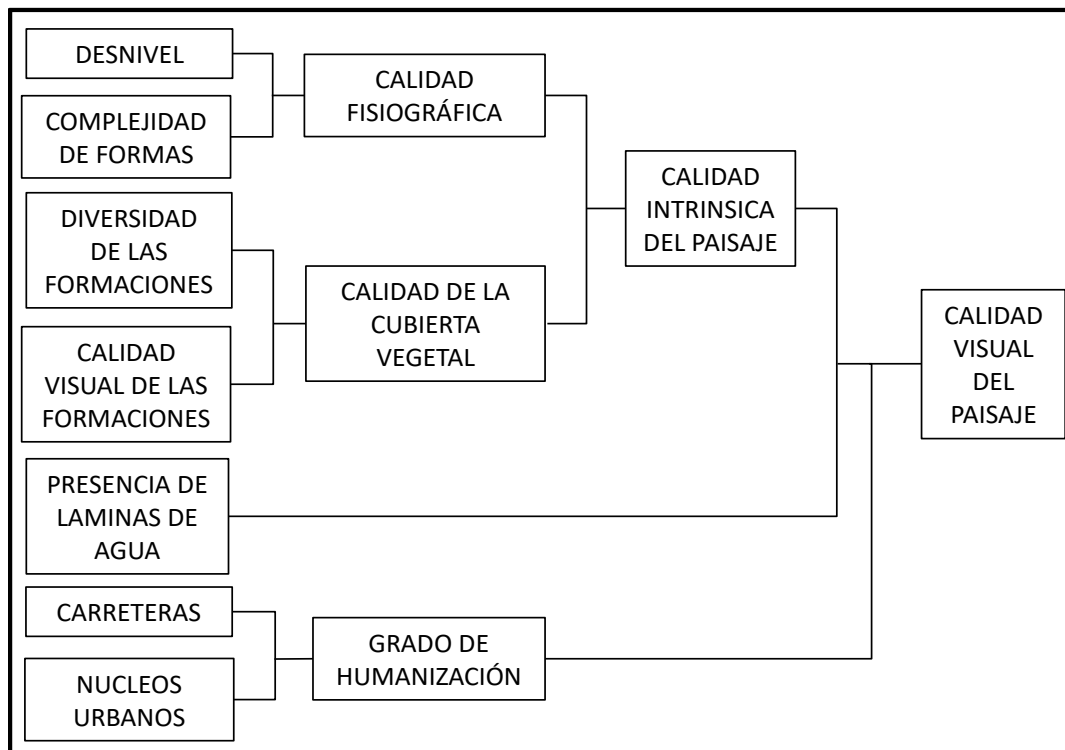 DESNIVEL
COMPLEJIDAD
DE FORMAS
DIVERSIDAD
DE LAS
FORMACIONES
CALIDAD
VISUAL DE LAS
FORMACIONES
PRESENCIA DE
LAMINAS DE
AGUA
CARRETERAS
NUCLEOS
URBANOS
CALIDAD
FISIOGRÁFICA
CALIDAD DE LA
CUBIERTA
VEGETAL
GRADO DE
HUMANIZACIÓN
CALIDAD
INTRINSICA
DEL PAISAJE
CALIDAD
VISUAL
DEL
PAISAJE